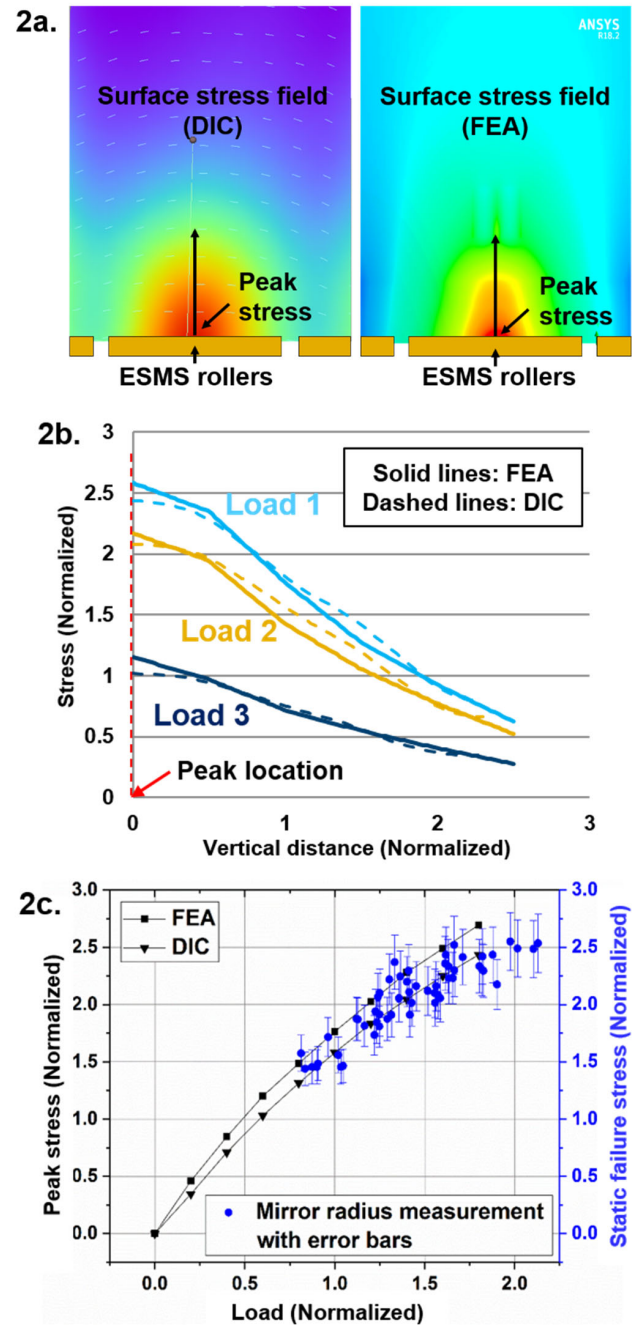 2a.
ANSYS
R18.2
Surface stress field
(DIC)
Surface stress field
(FEA)
Peak
stress
Peak
stress
ESMS rollers
ESMS rollers
2b.
3
2.5
2
1.5
1
0.5
0
Stress (Normalized)
Solid lines: FEA
Dashed lines: DIC
Load 1
Load 2
Load 3
Peak location
0
1
2
3
Vertical distance (Normalized)
2c.
3.0
2.5
2.0
1.5
1.0
0.5
0.0
Peak stress (Normalized)
FEA
DIC
3.0
2.5
2.0
1.5
1.0
0.5
0.0
Static failure stress (Normalized)
Mirror radius measurement
with error bars
0.0
0.5
1.0
1.5
2.0
Load (Normalized)